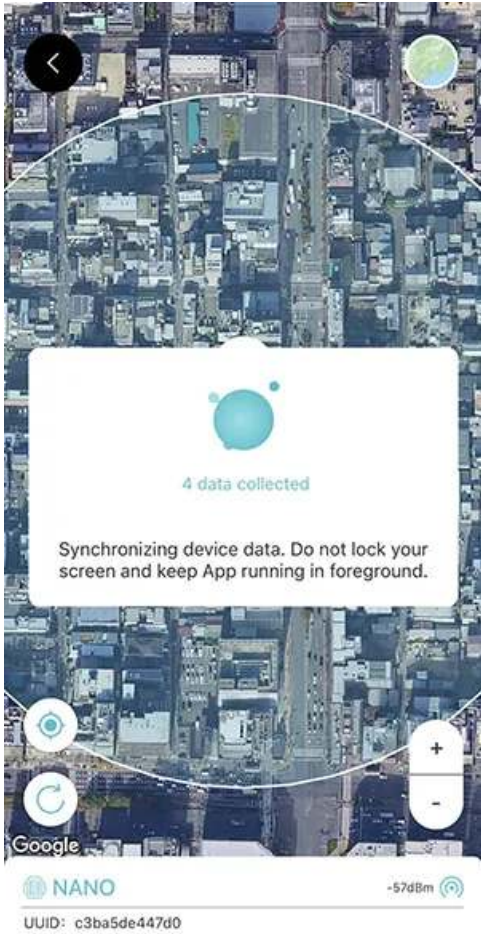 4 data collected
Synchronizing device data. Do not lock your
screen and keep App running in foreground.
+
-
Google
NANO
-57dBm
UUID: c3ba5de447d0